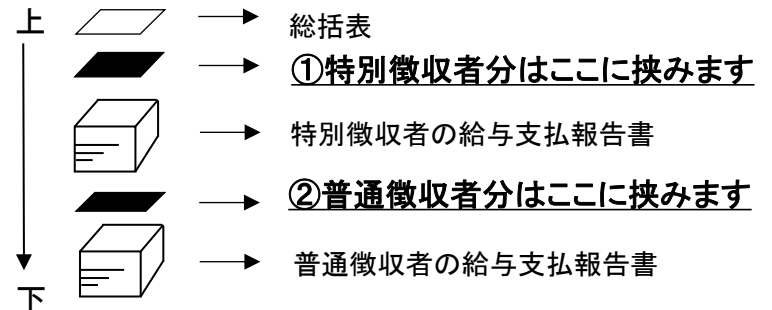 上
総括表
①特別徴収者分はここに挟みます
特別徴収者の給与支払報告書
②普通徴収者分はここに挟みます
普通徴収者の給与支払報告書
下